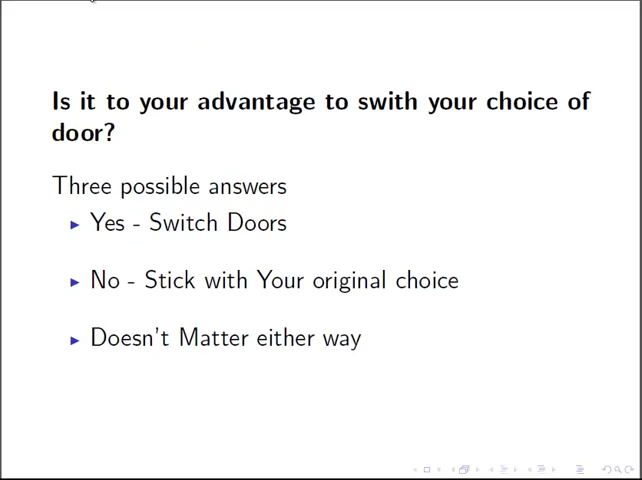 Is it to your advantage to swith your choice of
door?
Three possible answers
Yes - Switch Doors
No - Stick with Your original choice
Doesn't Matter either way